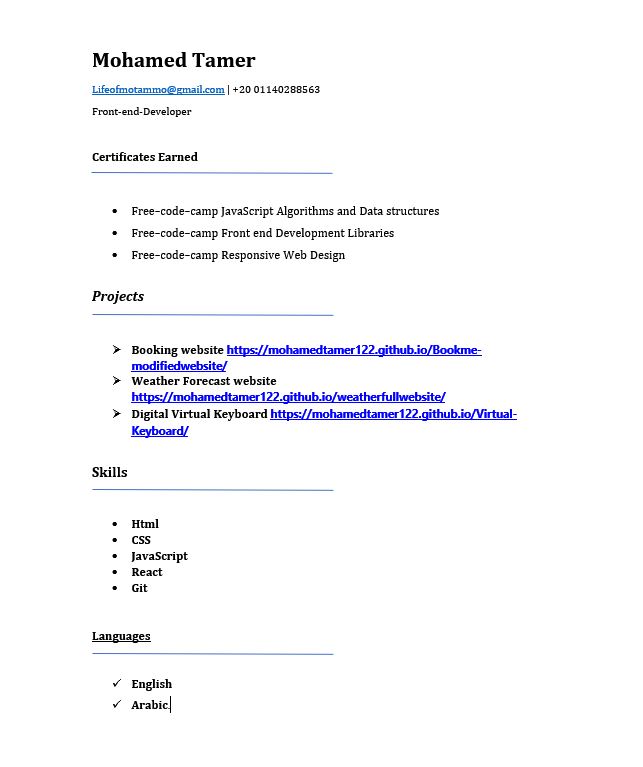 Mohamed Tamer
Lifeofmotammo@gmail.com | +20 01140288563
Front-end-Developer
Certificates Earned
• Free–code–camp JavaScript Algorithms and Data structures
• Free–code–camp Front end Development Libraries
• Free–code–camp Responsive Web Design
Projects
➢ Booking website https://mohamedtamer122.github.io/Bookme-
modifiedwebsite/
➢ Weather Forecast website
https://mohamedtamer122.github.io/weatherfullwebsite/
➢ Digital Virtual Keyboard https://mohamedtamer122.github.io/Virtual-
Keyboard/
Skills
• Html
• CSS
• JavaScript
• React
• Git
Languages
✓ English
✓ Arabic.